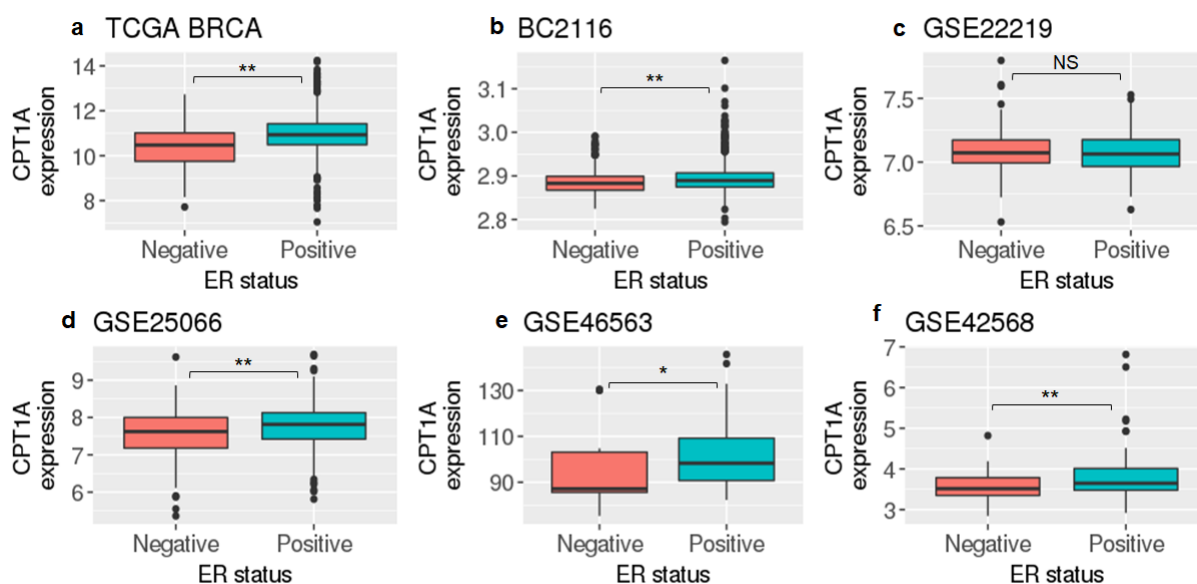 a TCGA BRCA
CPT1A
expression
14
12
10
8
**
Negative Positive
ER status
b BC2116
CPT1A
expression
3.1
3.0
2.9
2.8
**
Negative Positive
ER status
c GSE22219
CPT1A
expression
7.5
7.0
6.5
NS
Negative Positive
ER status
d GSE25066
CPT1A
expression
9
8
7
6
**
Negative Positive
ER status
e GSE46563
CPT1A
expression
130
110
90
*
Negative Positive
ER status
f GSE42568
CPT1A
expression
7
6
5
4
3
**
Negative Positive
ER status